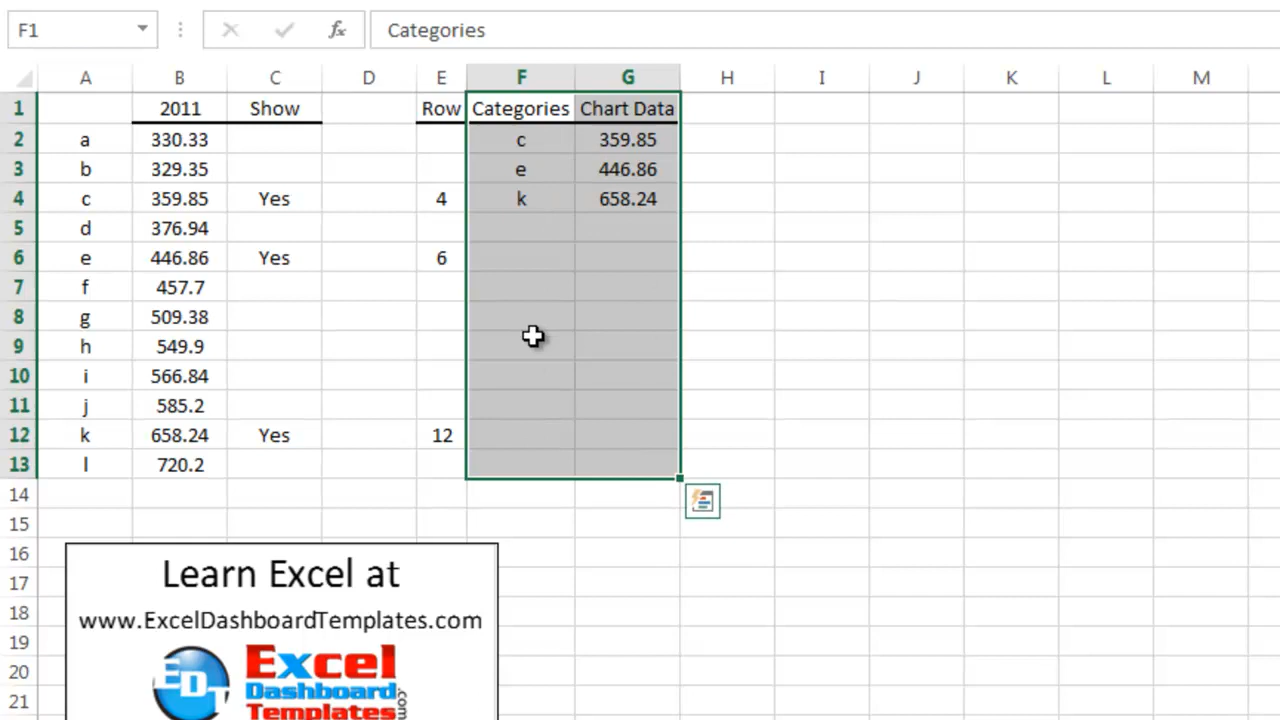 F1 fx Categories
A B C D E F G H I J K L M
1 2011 Show Row Categories Chart Data
2 a 330.33 c 359.85
3 b 329.35 e 446.86
4 c 359.85 Yes 4 k 658.24
5 d 376.94
6 e 446.86 Yes 6
7 f 457.7
8 g 509.38
9 h 549.9
10 i 566.84
11 j 585.2
12 k 658.24 Yes 12
13 l 720.2
14
15
16
17
18
19
20
21
Learn Excel at
www.ExcelDashboardTemplates.com
EDT
Excel
Dashboard
Templates
.com